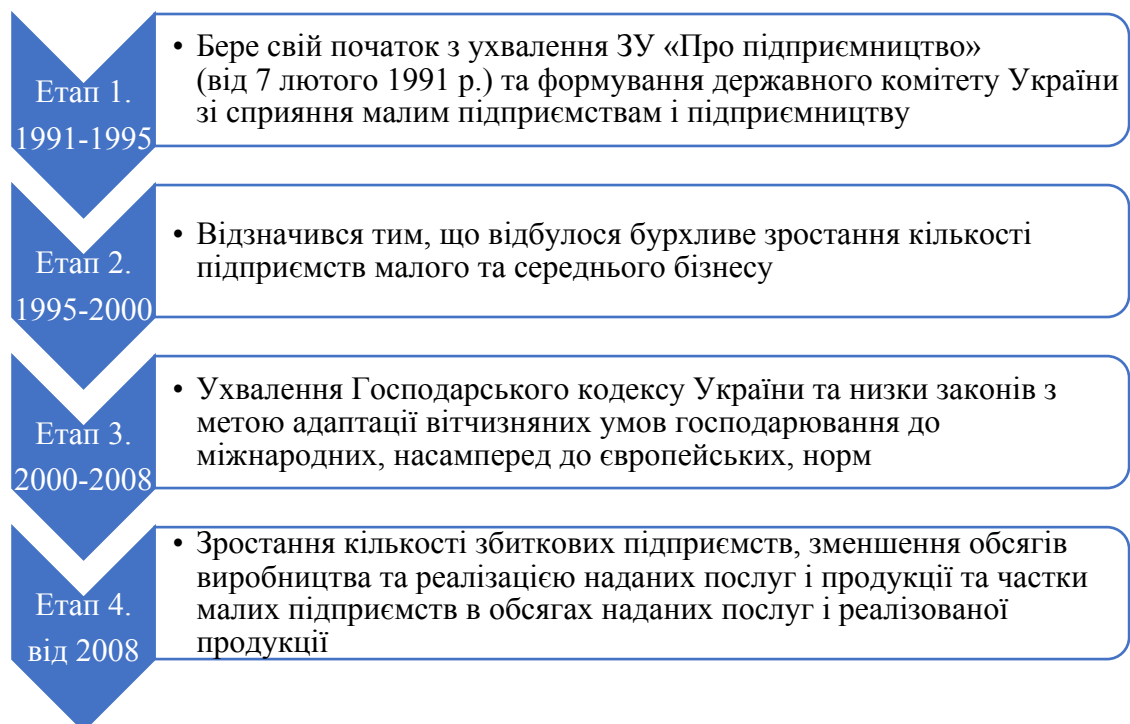 Етап 1.
1991-1995
• Бере свій початок з ухвалення ЗУ «Про підприємництво»
(від 7 лютого 1991 р.) та формування державного комітету України
зі сприяння малим підприємствам і підприємництву
Етап 2.
1995-2000
• Відзначився тим, що відбулося бурхливе зростання кількості
підприємств малого та середнього бізнесу
Етап 3.
2000-2008
• Ухвалення Господарського кодексу України та низки законів з
метою адаптації вітчизняних умов господарювання до
міжнародних, насамперед до європейських, норм
Етап 4.
від 2008
• Зростання кількості збиткових підприємств, зменшення обсягів
виробництва та реалізацією наданих послуг і продукції та частки
малих підприємств в обсягах наданих послуг і реалізованої
продукції